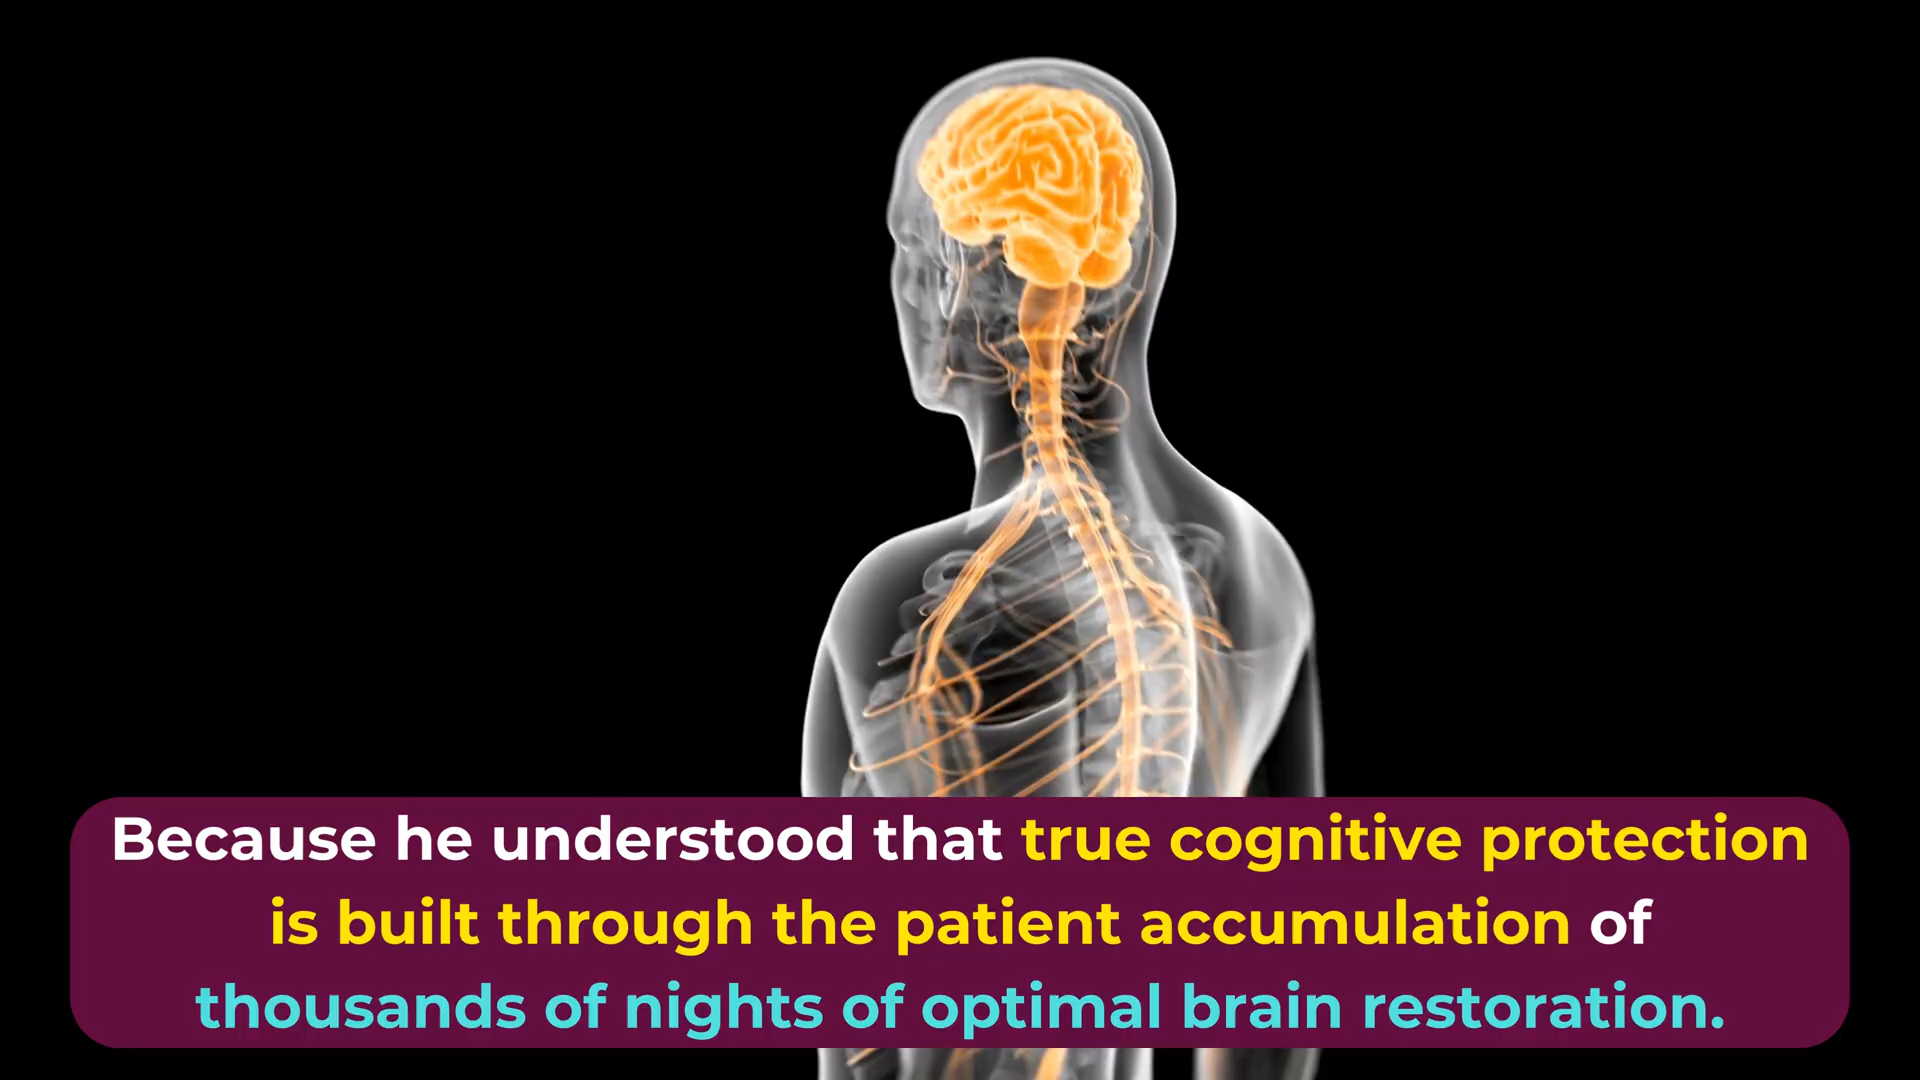 Because he understood that true cognitive protection
is built through the patient accumulation of
thousands of nights of optimal brain restoration.